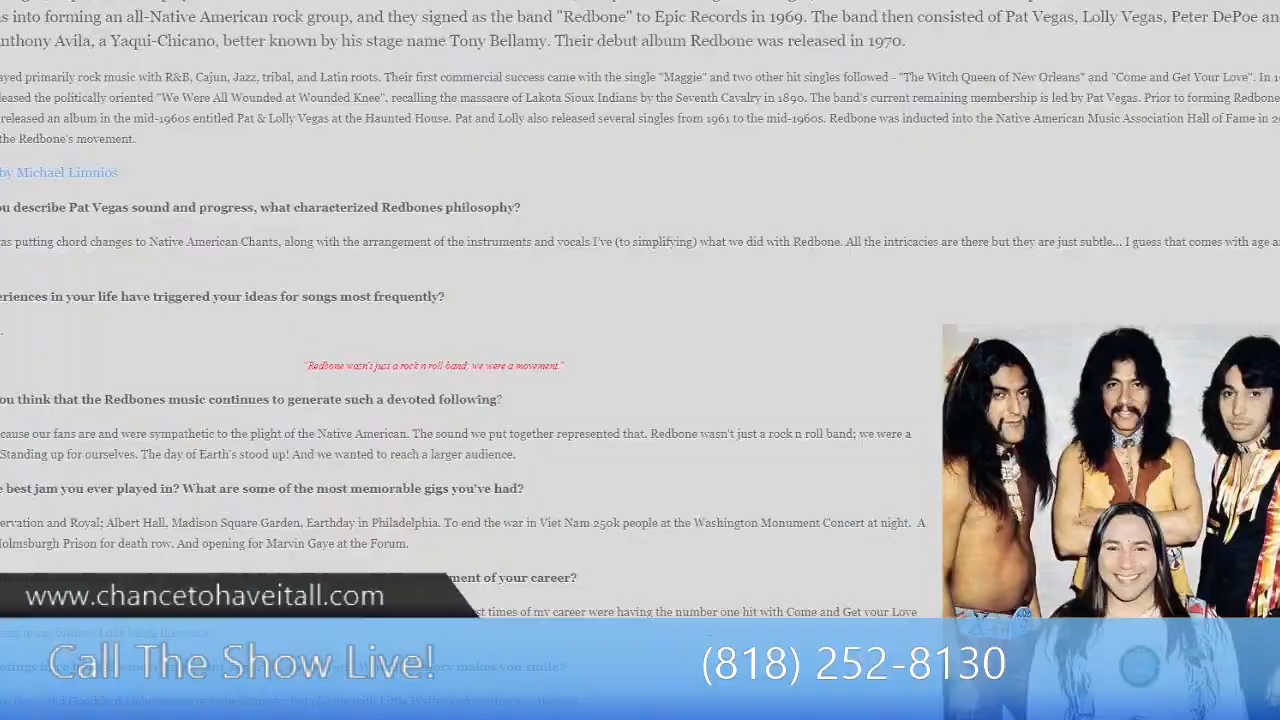 s into forming an all-Native American rock group, and they signed as the band "Redbone" to Epic Records in 1969. The band then consisted of Pat Vegas, Lolly Vegas, Peter DePoe an
nthony Avila, a Yaqui-Chicano, better known by his stage name Tony Bellamy. Their debut album Redbone was released in 1970.
ayed primarily rock music with R&B, Cajun, Jazz, tribal, and Latin roots. Their first commercial success came with the single "Maggie" and two other hit singles followed - "The Witch Queen of New Orleans" and "Come and Get Your Love". In 1
leased the politically oriented "We Were All Wounded at Wounded Knee", recalling the massacre of Lakota Sioux Indians by the Seventh Cavalry in 1890. The band's current remaining membership is led by Pat Vegas. Prior to forming Redbone
released an album in the mid-1960s entitled Pat & Lolly Vegas at the Haunted House. Pat and Lolly also released several singles from 1961 to the mid-1960s. Redbone was inducted into the Native American Music Association Hall of Fame in 2
the Redbone's movement.
by Michael Limnios
ou describe Pat Vegas sound and progress, what characterized Redbones philosophy?
as putting chord changes to Native American Chants, along with the arrangement of the instruments and vocals I've (to simplifying) what we did with Redbone. All the intricacies are there but they are just subtle... I guess that comes with age a
eriences in your life have triggered your ideas for songs most frequently?
.
"Redbone wasn't just a rock n roll band, we were a movement."
ou think that the Redbones music continues to generate such a devoted following?
cause our fans are and were sympathetic to the plight of the Native American. The sound we put together represented that. Redbone wasn't just a rock n roll band; we were a
Standing up for ourselves. The day of Earth's stood up! And we wanted to reach a larger audience.
e best jam you ever played in? What are some of the most memorable gigs you've had?
ervation and Royal; Albert Hall, Madison Square Garden, Earthday in Philadelphia. To end the war in Viet Nam 250k people at the Washington Monument Concert at night. A
Holmsburgh Prison for death row. And opening for Marvin Gaye at the Forum.
ment of your career?
www.chancetohaveitall.com
st times of my career were having the number one hit with Come and Get your Love
Call The Show Live!
(818) 252-8130